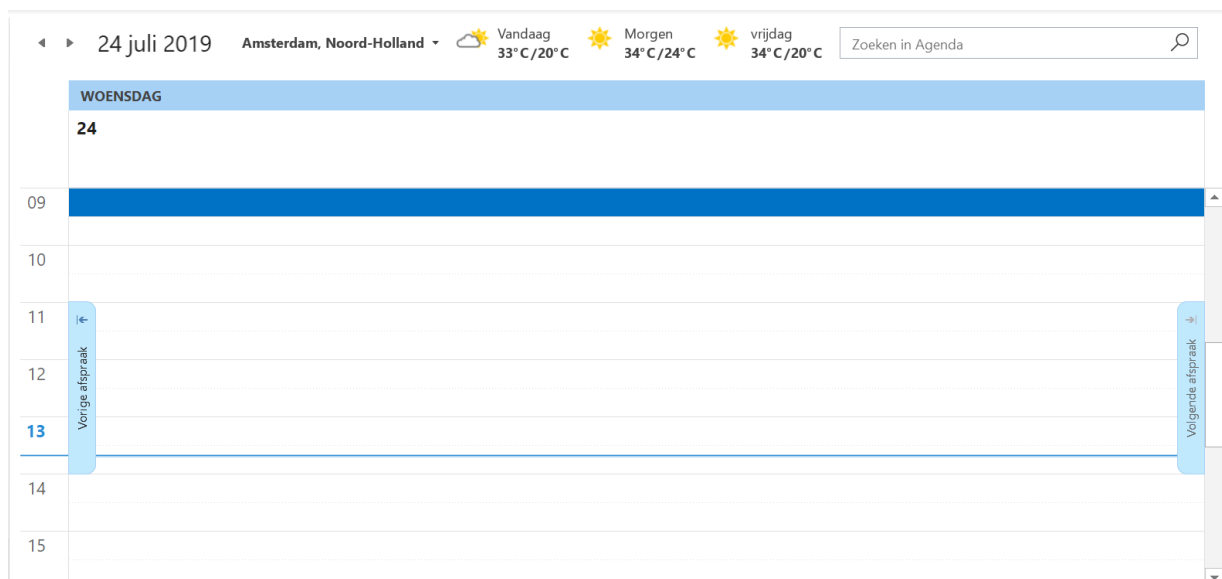 24 juli 2019
Amsterdam, Noord-Holland
Vandaag
33°C/20°C
Morgen
34°C/24°C
vrijdag
34°C/20°C
Zoeken in Agenda
WOENSDAG
24
09
10
11
12
13
14
15
Vorige afspraak
Volgende afspraak